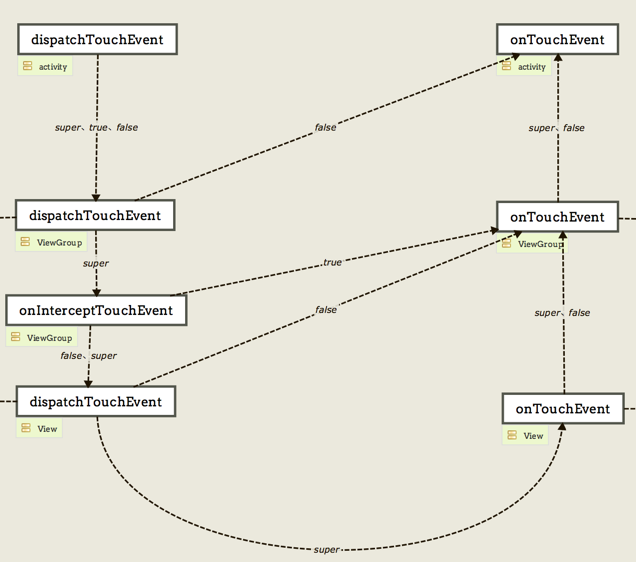 dispatchTouchEvent
onTouchEvent
activity
activity
super、true、false
false
super、false
dispatchTouchEvent
onTouchEvent
ViewGroup
ViewGroup
super
true
onInterceptTouchEvent
false
super、false
ViewGroup
false、super
dispatchTouchEvent
onTouchEvent
View
View
super